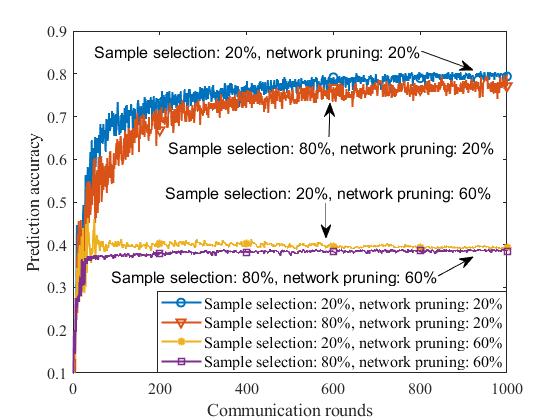 0.9
Sample selection: 20%, network pruning: 20%
0.8
0.7
Sample selection: 80%, network pruning: 20%
0.6
Sample selection: 20%, network pruning: 60%
0.5
Prediction accuracy
0.4
Sample selection: 80%, network pruning: 60%
0.3
Sample selection: 20%, network pruning: 20%
Sample selection: 80%, network pruning: 20%
Sample selection: 20%, network pruning: 60%
Sample selection: 80%, network pruning: 60%
0.2
0.1
0 200 400 600 800 1000
Communication rounds